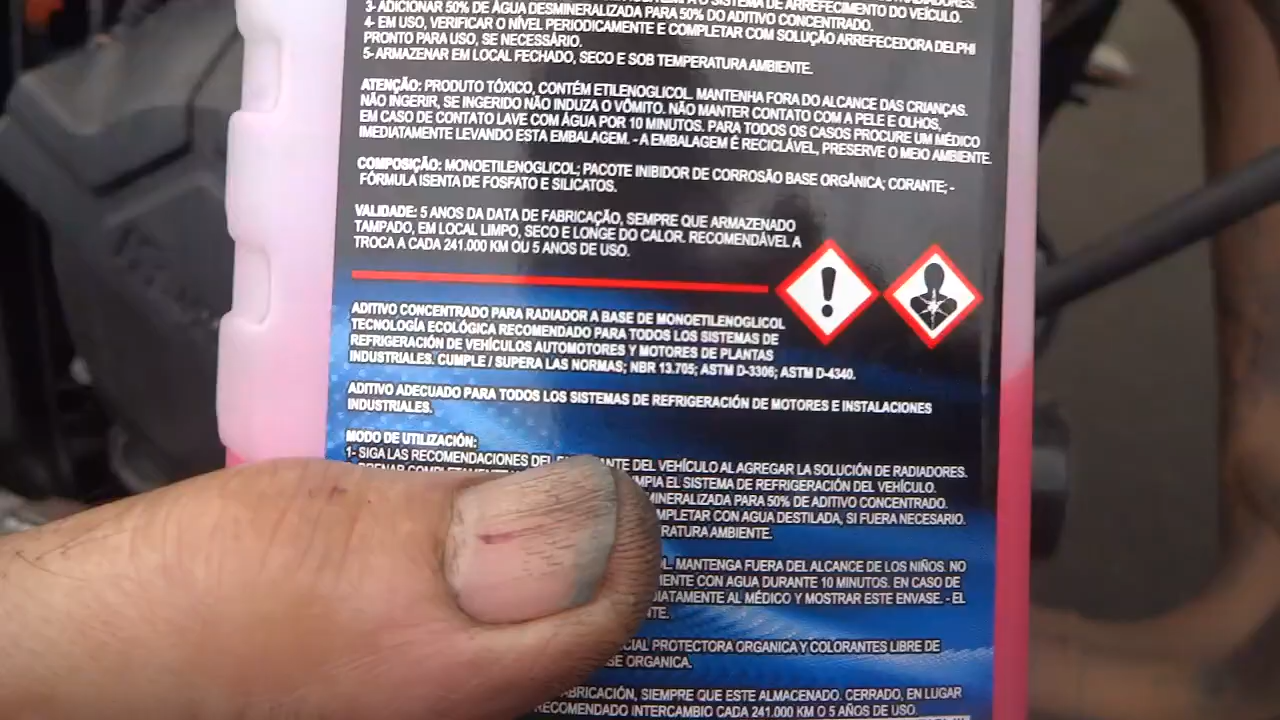 SISTEMA DE ARREFECIMENTO DO VEÍCULO.
3- ADICIONAR 50% DE ÁGUA DESMINERALIZADA PARA 50% DO ADITIVO CONCENTRADO.
4- EM USO, VERIFICAR O NÍVEL PERIODICAMENTE E COMPLETAR COM SOLUÇÃO ARREFECEDORA DELPHI
PRONTO PARA USO, SE NECESSÁRIO.
5- ARMAZENAR EM LOCAL FECHADO, SECO E SOB TEMPERATURA AMBIENTE.
ATENÇÃO: PRODUTO TÓXICO, CONTÉM ETILENOGLICOL. MANTENHA FORA DO ALCANCE DAS CRIANÇAS.
NÃO INGERIR, SE INGERIDO NÃO INDUZA O VÔMITO. NÃO MANTER CONTATO COM A PELE E OLHOS,
EM CASO DE CONTATO LAVE COM ÁGUA POR 10 MINUTOS. PARA TODOS OS CASOS PROCURE UM MÉDICO
IMEDIATAMENTE LEVANDO ESTA EMBALAGEM. - A EMBALAGEM É RECICLÁVEL, PRESERVE O MEIO AMBIENTE.
COMPOSIÇÃO: MONOETILENOGLICOL; PACOTE INIBIDOR DE CORROSÃO BASE ORGÂNICA; CORANTE; -
FÓRMULA ISENTA DE FOSFATO E SILICATOS.
VALIDADE: 5 ANOS DA DATA DE FABRICAÇÃO, SEMPRE QUE ARMAZENADO
TAMPADO, EM LOCAL LIMPO, SECO E LONGE DO CALOR. RECOMENDÁVEL A
TROCA A CADA 241.000 KM OU 5 ANOS DE USO.
ADITIVO CONCENTRADO PARA RADIADOR A BASE DE MONOETILENOGLICOL
TECNOLOGÍA ECOLÓGICA RECOMENDADO PARA TODOS LOS SISTEMAS DE
REFRIGERACIÓN DE VEHÍCULOS AUTOMOTORES Y MOTORES DE PLANTAS
INDUSTRIALES. CUMPLE / SUPERA LAS NORMAS; NBR 13.705; ASTM D-3306; ASTM D-4340.
ADITIVO ADECUADO PARA TODOS LOS SISTEMAS DE REFRIGERACIÓN DE MOTORES E INSTALACIONES
INDUSTRIALES.
MODO DE UTILIZACIÓN:
1- SIGA LAS RECOMENDACIONES DEL DEL VEHÍCULO AL AGREGAR LA SOLUCIÓN DE RADIADORES.
EL SISTEMA DE REFRIGERACIÓN DEL VEHÍCULO.
PARA 50% DE ADITIVO CONCENTRADO.
CON AGUA DESTILADA, SI FUERA NECESARIO.
AMBIENTE.
MANTENGA FUERA DEL ALCANCE DE LOS NIÑOS. NO
CON AGUA DURANTE 10 MINUTOS. EN CASO DE
AL MÉDICO Y MOSTRAR ESTE ENVASE. - EL
PROTECTORA ORGANICA Y COLORANTES LIBRE DE
ORGANICA.
SIEMPRE QUE ESTE ALMACENADO. CERRADO, EN LUGAR
RECOMENDADO INTERCAMBIO CADA 241.000 KM O 5 AÑOS DE USO.